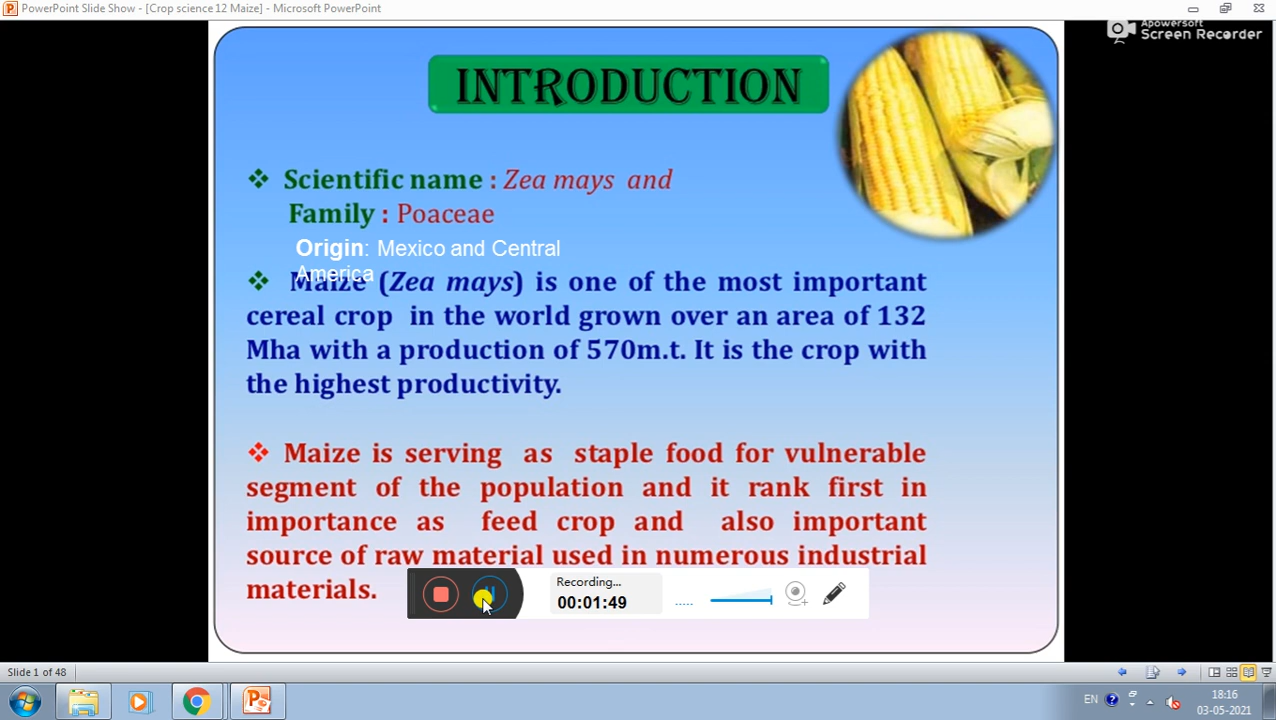 PowerPoint Slide Show - [Crop science 12 Maize] - Microsoft PowerPoint
Apowersoft
Screen Recorder
INTRODUCTION
❖ Scientific name : Zea mays and
Family : Poaceae
Origin: Mexico and Central
America
❖ Maize (Zea mays) is one of the most important
cereal crop in the world grown over an area of 132
Mha with a production of 570m.t. It is the crop with
the highest productivity.
❖ Maize is serving as staple food for vulnerable
segment of the population and it rank first in
importance as feed crop and also important
source of raw material used in numerous industrial
materials.
Recording...
00:01:49
Slide 1 of 48
EN
18:16
03-05-2021